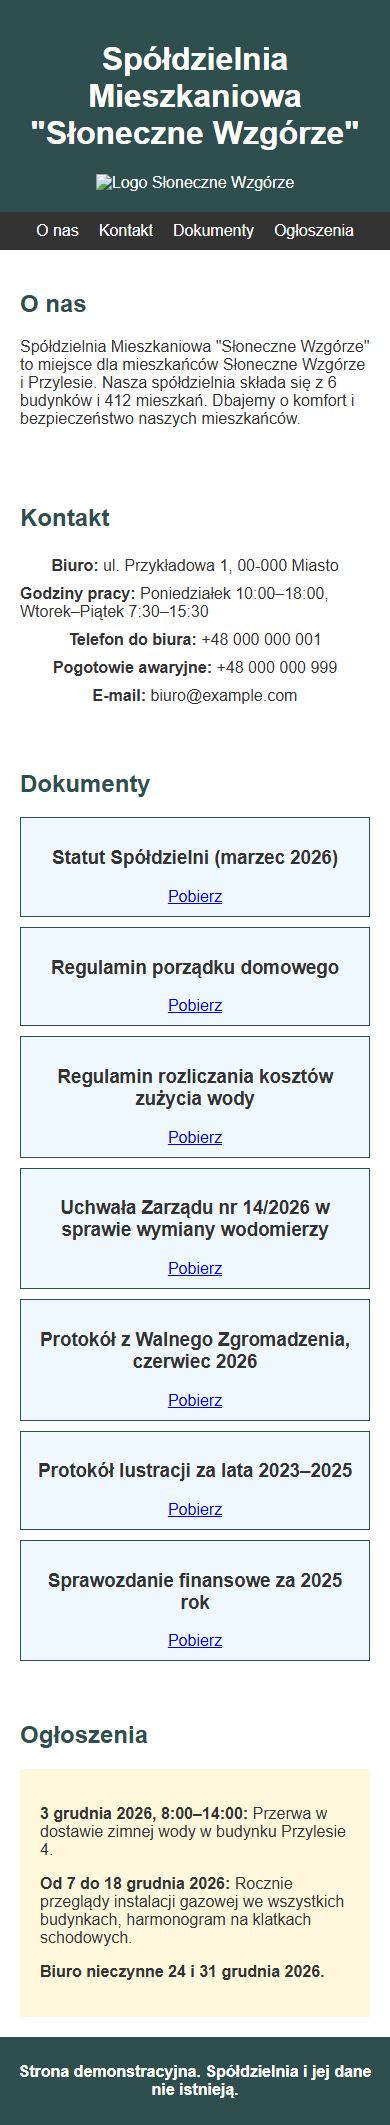 Spółdzielnia
Mieszkaniowa
"Słoneczne Wzgórze"
Logo Słoneczne Wzgórze
O nas Kontakt Dokumenty Ogłoszenia
O nas
Spółdzielnia Mieszkaniowa "Słoneczne Wzgórze"
to miejsce dla mieszkańców Słoneczne Wzgórze
i Przylesie. Nasza spółdzielnia składa się z 6
budynków i 412 mieszkań. Dbajemy o komfort i
bezpieczeństwo naszych mieszkańców.
Kontakt
Biuro: ul. Przykładowa 1, 00-000 Miasto
Godziny pracy: Poniedziałek 10:00–18:00,
Wtorek–Piątek 7:30–15:30
Telefon do biura: +48 000 000 001
Pogotowie awaryjne: +48 000 000 999
E-mail: biuro@example.com
Dokumenty
Statut Spółdzielni (marzec 2026)
Pobierz
Regulamin porządku domowego
Pobierz
Regulamin rozliczania kosztów
zużycia wody
Pobierz
Uchwała Zarządu nr 14/2026 w
sprawie wymiany wodomierzy
Pobierz
Protokół z Walnego Zgromadzenia,
czerwiec 2026
Pobierz
Protokół lustracji za lata 2023–2025
Pobierz
Sprawozdanie finansowe za 2025
rok
Pobierz
Ogłoszenia
3 grudnia 2026, 8:00–14:00: Przerwa w
dostawie zimnej wody w budynku Przylesie
4.
Od 7 do 18 grudnia 2026: Rocznie
przeglądy instalacji gazowej we wszystkich
budynkach, harmonogram na klatkach
schodowych.
Biuro nieczynne 24 i 31 grudnia 2026.
Strona demonstracyjna. Spółdzielnia i jej dane
nie istnieją.